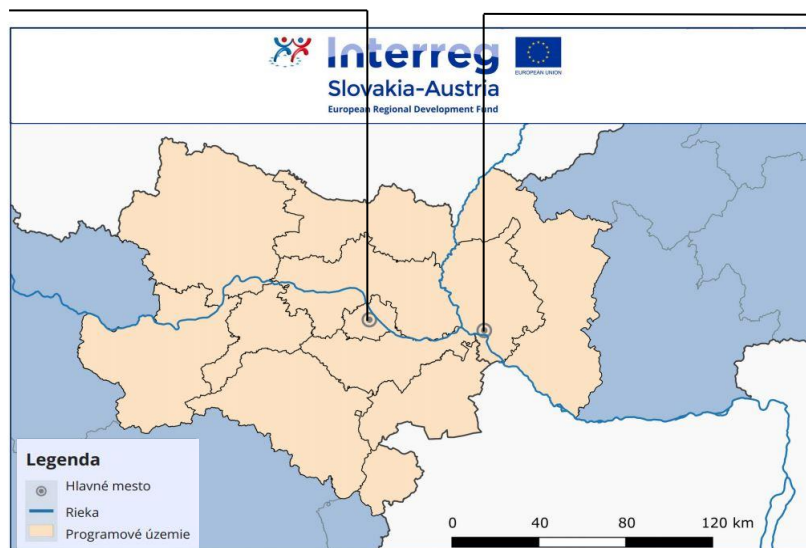 Interreg
EUROPEAN UNION
Slovakia-Austria
European Regional Development Fund
Legenda
Hlavné mesto
Rieka
Programové územie
0 40 80 120 km